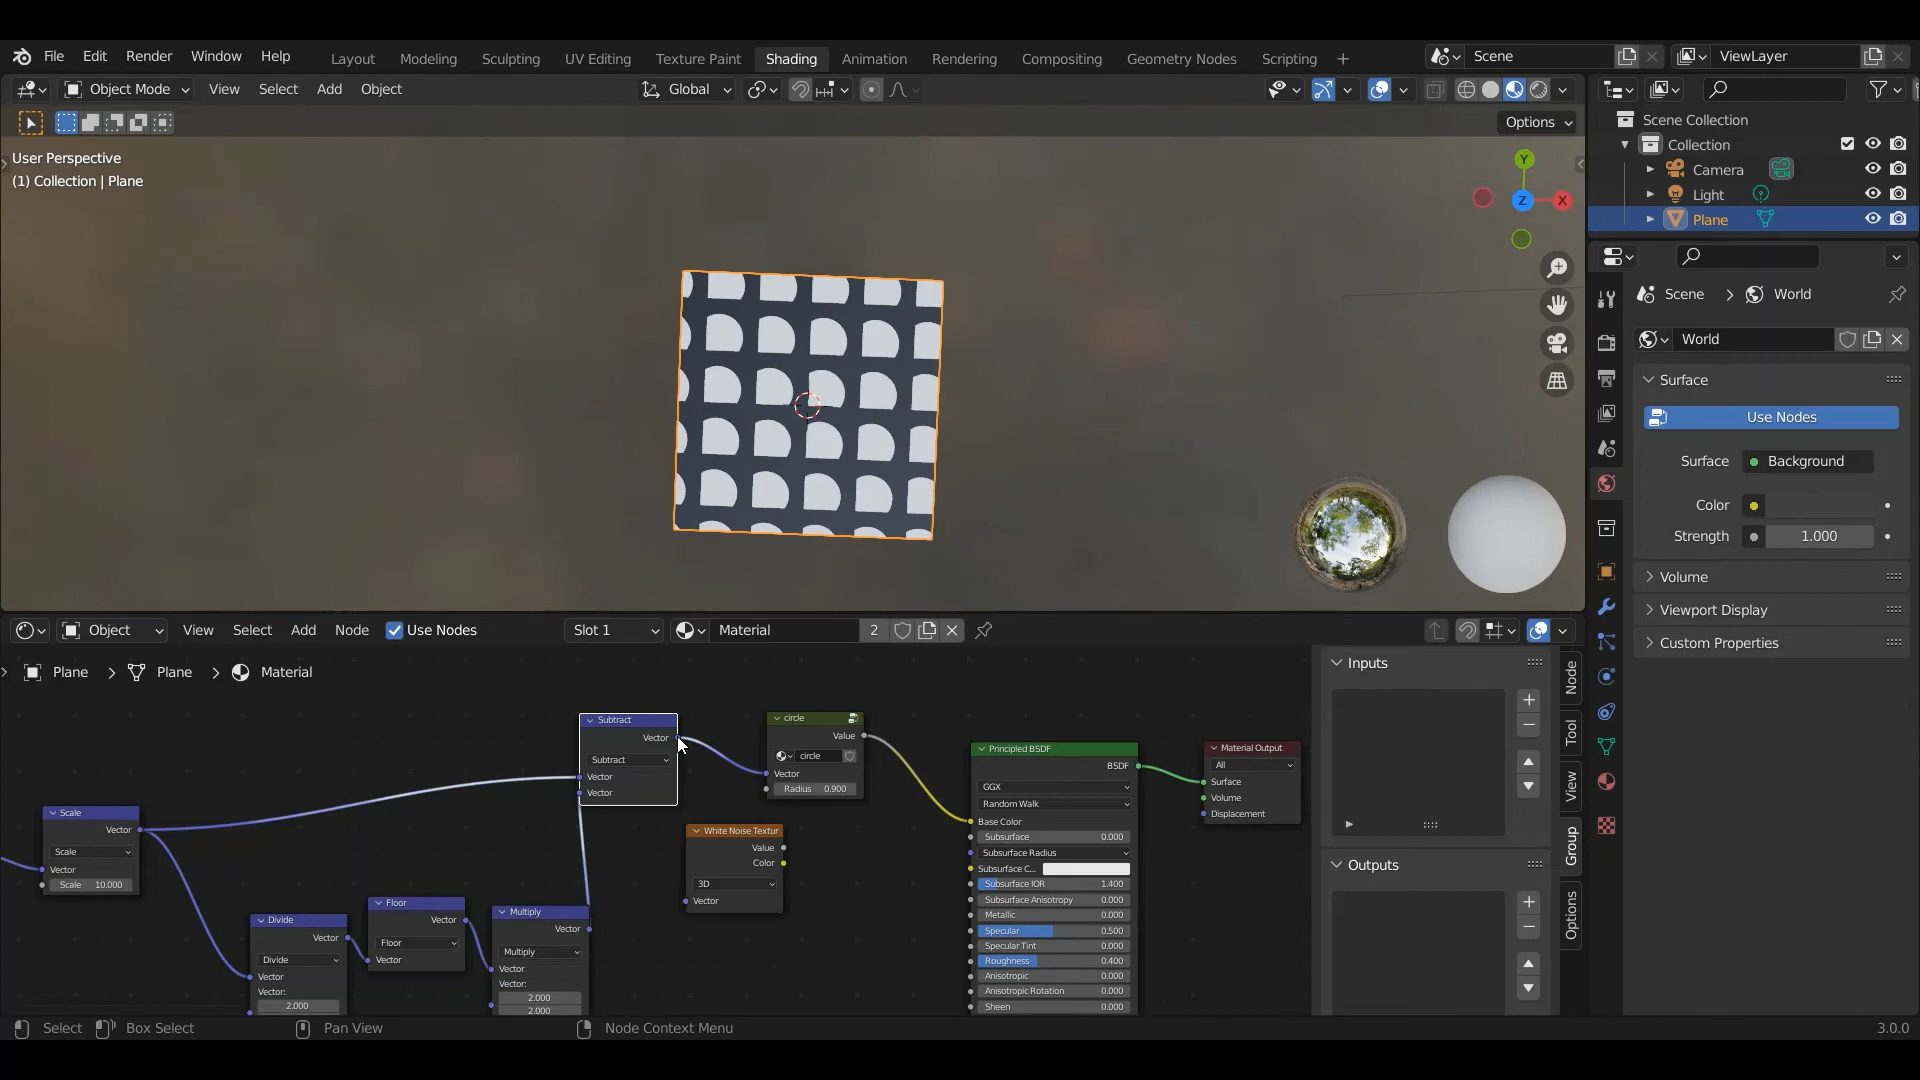 File Edit Render Window Help
Layout Modeling Sculpting UV Editing Texture Paint Shading Animation Rendering Compositing Geometry Nodes Scripting +
Scene
ViewLayer
Object Mode View Select Add Object
Global
Options
User Perspective
(1) Collection | Plane
Y
Z
X
Scene Collection
Collection
Camera
Light
Plane
Scene > World
World
Surface
Use Nodes
Surface Background
Color
Strength 1.000
Volume
Viewport Display
Custom Properties
Object View Select Add Node Use Nodes
Slot 1
Material 2
Plane > Plane > Material
Scale
Vector
Scale
Vector
Scale 10.000
Divide
Vector
Divide
Vector
Vector:
2.000
Floor
Vector
Floor
Vector
Multiply
Vector
Multiply
Vector
Vector:
2.000
2.000
Subtract
Vector
Subtract
Vector
Vector
circle
Value
circle
Vector
Radius 0.900
White Noise Textur
Value
Color
3D
Vector
Principled BSDF
BSDF
GGX
Random Walk
Base Color
Subsurface 0.000
Subsurface Radius
Subsurface C...
Subsurface IOR 1.400
Subsurface Anisotropy 0.000
Metallic 0.000
Specular 0.500
Specular Tint 0.000
Roughness 0.400
Anisotropic 0.000
Anisotropic Rotation 0.000
Sheen 0.000
Material Output
All
Surface
Volume
Displacement
Inputs
Outputs
Node
Tool
View
Group
Options
Select Box Select Pan View Node Context Menu
3.0.0